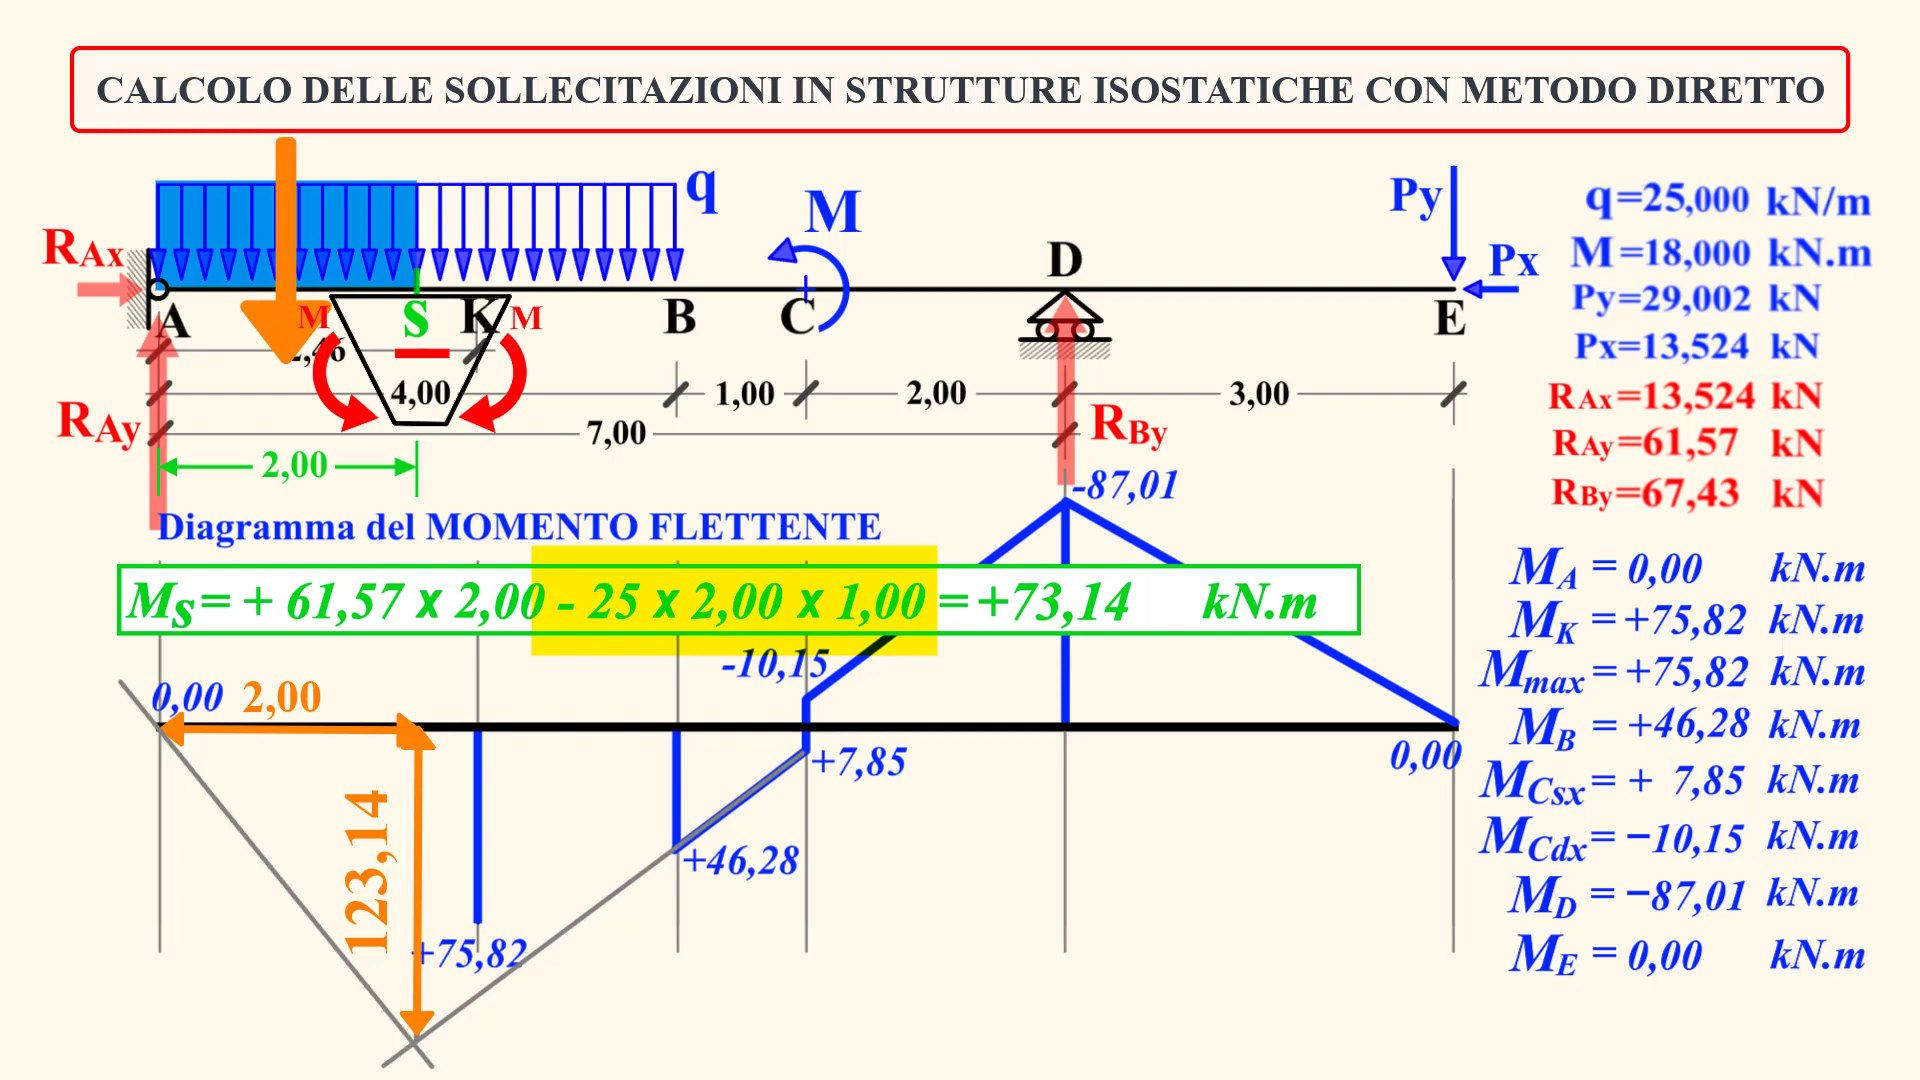 CALCOLO DELLE SOLLECITAZIONI IN STRUTTURE ISOSTATICHE CON METODO DIRETTO
q
M
Py
Px
RAx
A
M
S
K
M
B
C
D
E
2,46
4,00
1,00
2,00
3,00
7,00
RAy
RBy
2,00
q=25,000 kN/m
M=18,000 kN.m
Py=29,002 kN
Px=13,524 kN
RAx=13,524 kN
RAy=61,57 kN
RBy=67,43 kN
-87,01
Diagramma del MOMENTO FLETTENTE
MS= + 61,57 x 2,00 - 25 x 2,00 x 1,00 = +73,14 kN.m
-10,15
0,00 2,00
+7,85
0,00
+46,28
123,14
+75,82
MA = 0,00 kN.m
MK = +75,82 kN.m
Mmax = +75,82 kN.m
MB = +46,28 kN.m
MCsx = + 7,85 kN.m
MCdx = −10,15 kN.m
MD = −87,01 kN.m
ME = 0,00 kN.m